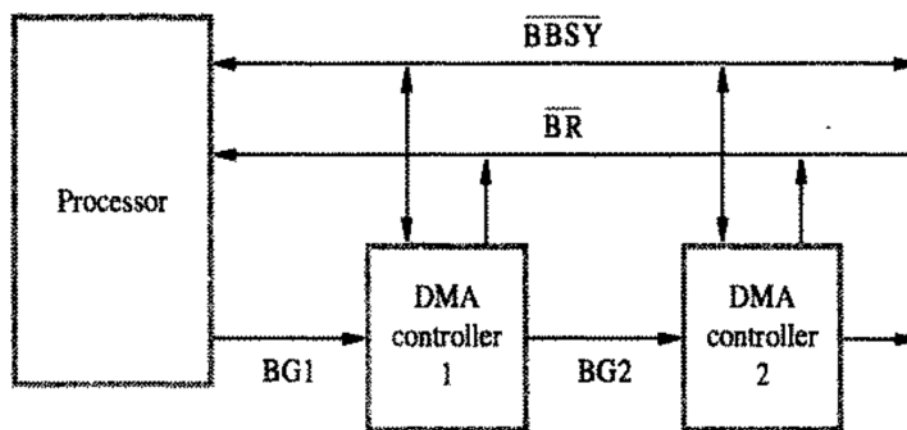 BBSY
BR
Processor
DMA
controller
1
DMA
controller
2
BG1
BG2